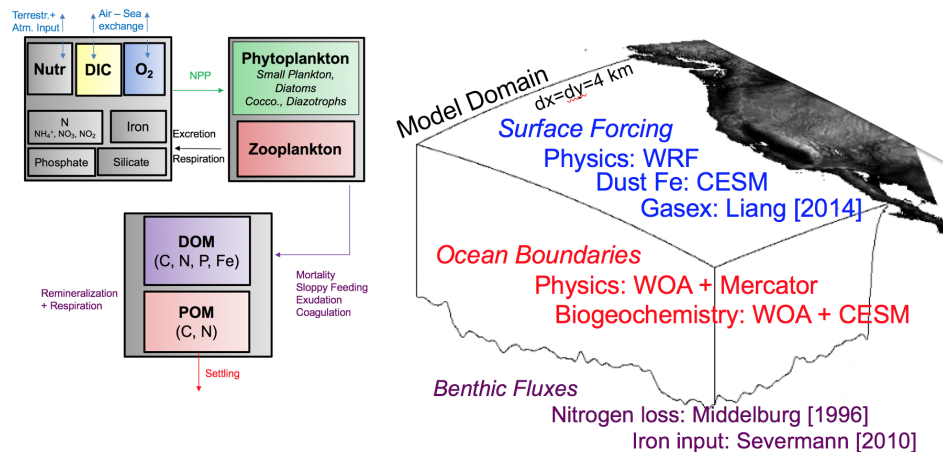 Terrestr.+
Atm. Input
Air – Sea
exchange
Nutr
DIC
O₂
N
NH₄⁺, NO₃, NO₂
Iron
Phosphate
Silicate
NPP
Excretion
Respiration
Phytoplankton
Small Plankton,
Diatoms
Cocco., Diazotrophs
Zooplankton
DOM
(C, N, P, Fe)
POM
(C, N)
Remineralization
+ Respiration
Mortality
Sloppy Feeding
Exudation
Coagulation
Settling
Model Domain
dx=dy=4 km
Surface Forcing
Physics: WRF
Dust Fe: CESM
Gasex: Liang [2014]
Ocean Boundaries
Physics: WOA + Mercator
Biogeochemistry: WOA + CESM
Benthic Fluxes
Nitrogen loss: Middelburg [1996]
Iron input: Severmann [2010]